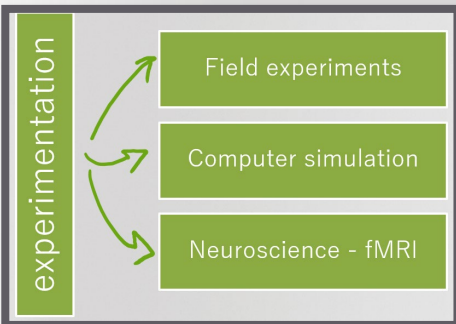 experimentation
Field experiments
Computer simulation
Neuroscience - fMRI